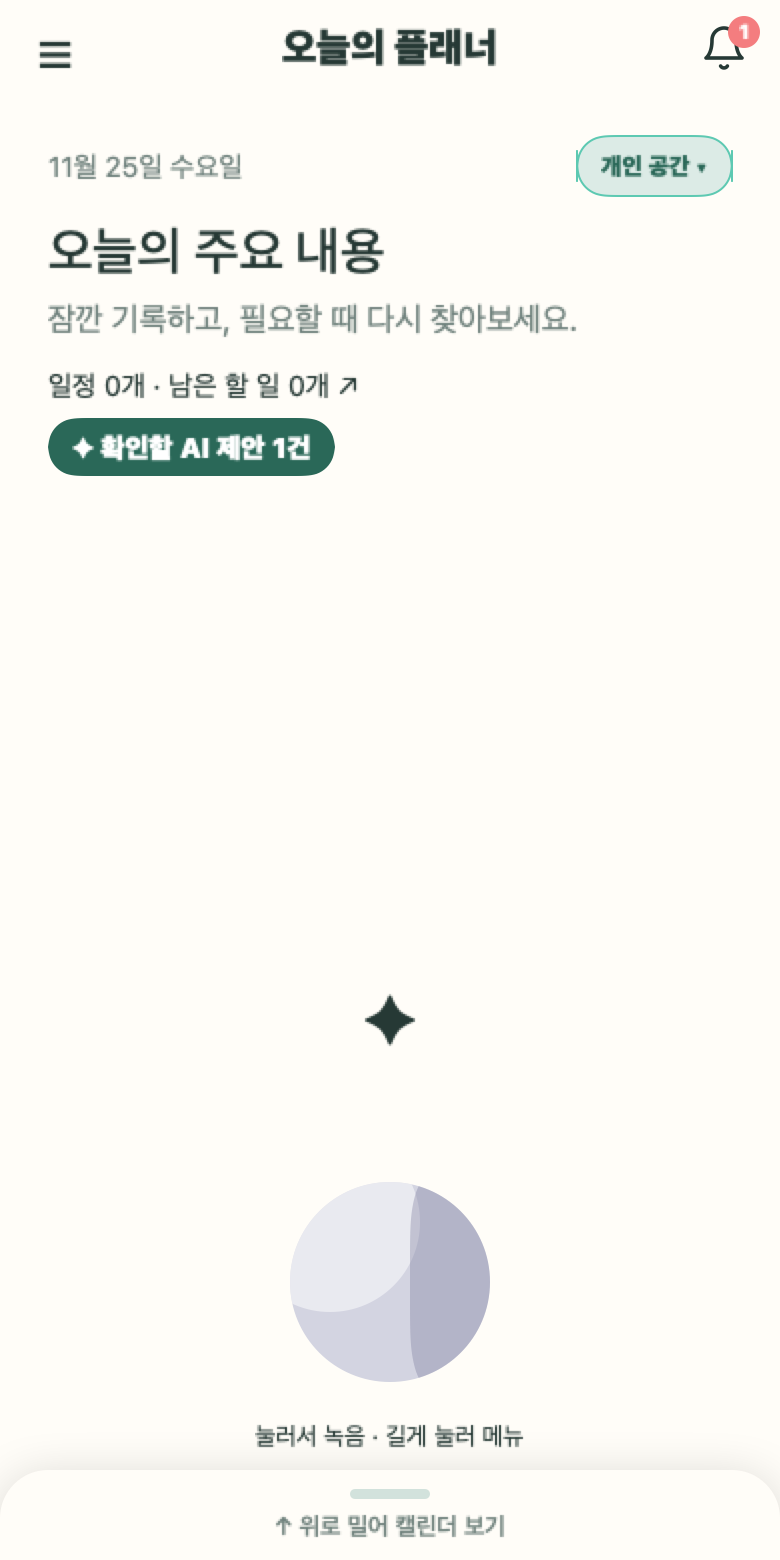 오늘의 플래너
1
11월 25일 수요일
개인 공간 ▾
오늘의 주요 내용
잠깐 기록하고, 필요할 때 다시 찾아보세요.
일정 0개 · 남은 할 일 0개 ↗
✦ 확인할 AI 제안 1건
눌러서 녹음 · 길게 눌러 메뉴
↑ 위로 밀어 캘린더 보기